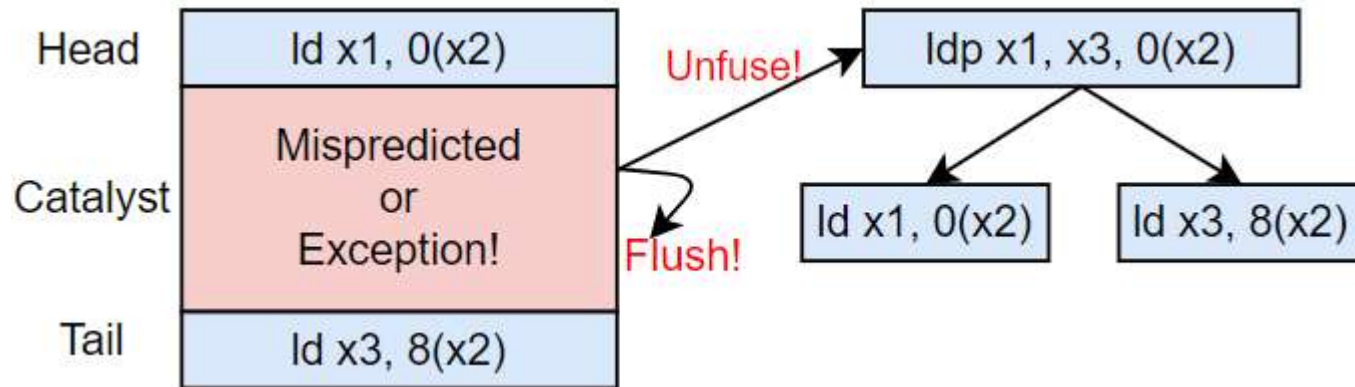 Head
ld x1, 0(x2)
Unfuse!
ldp x1, x3, 0(x2)
Catalyst
Mispredicted
or
Exception!
Flush!
ld x1, 0(x2)
ld x3, 8(x2)
Tail
ld x3, 8(x2)